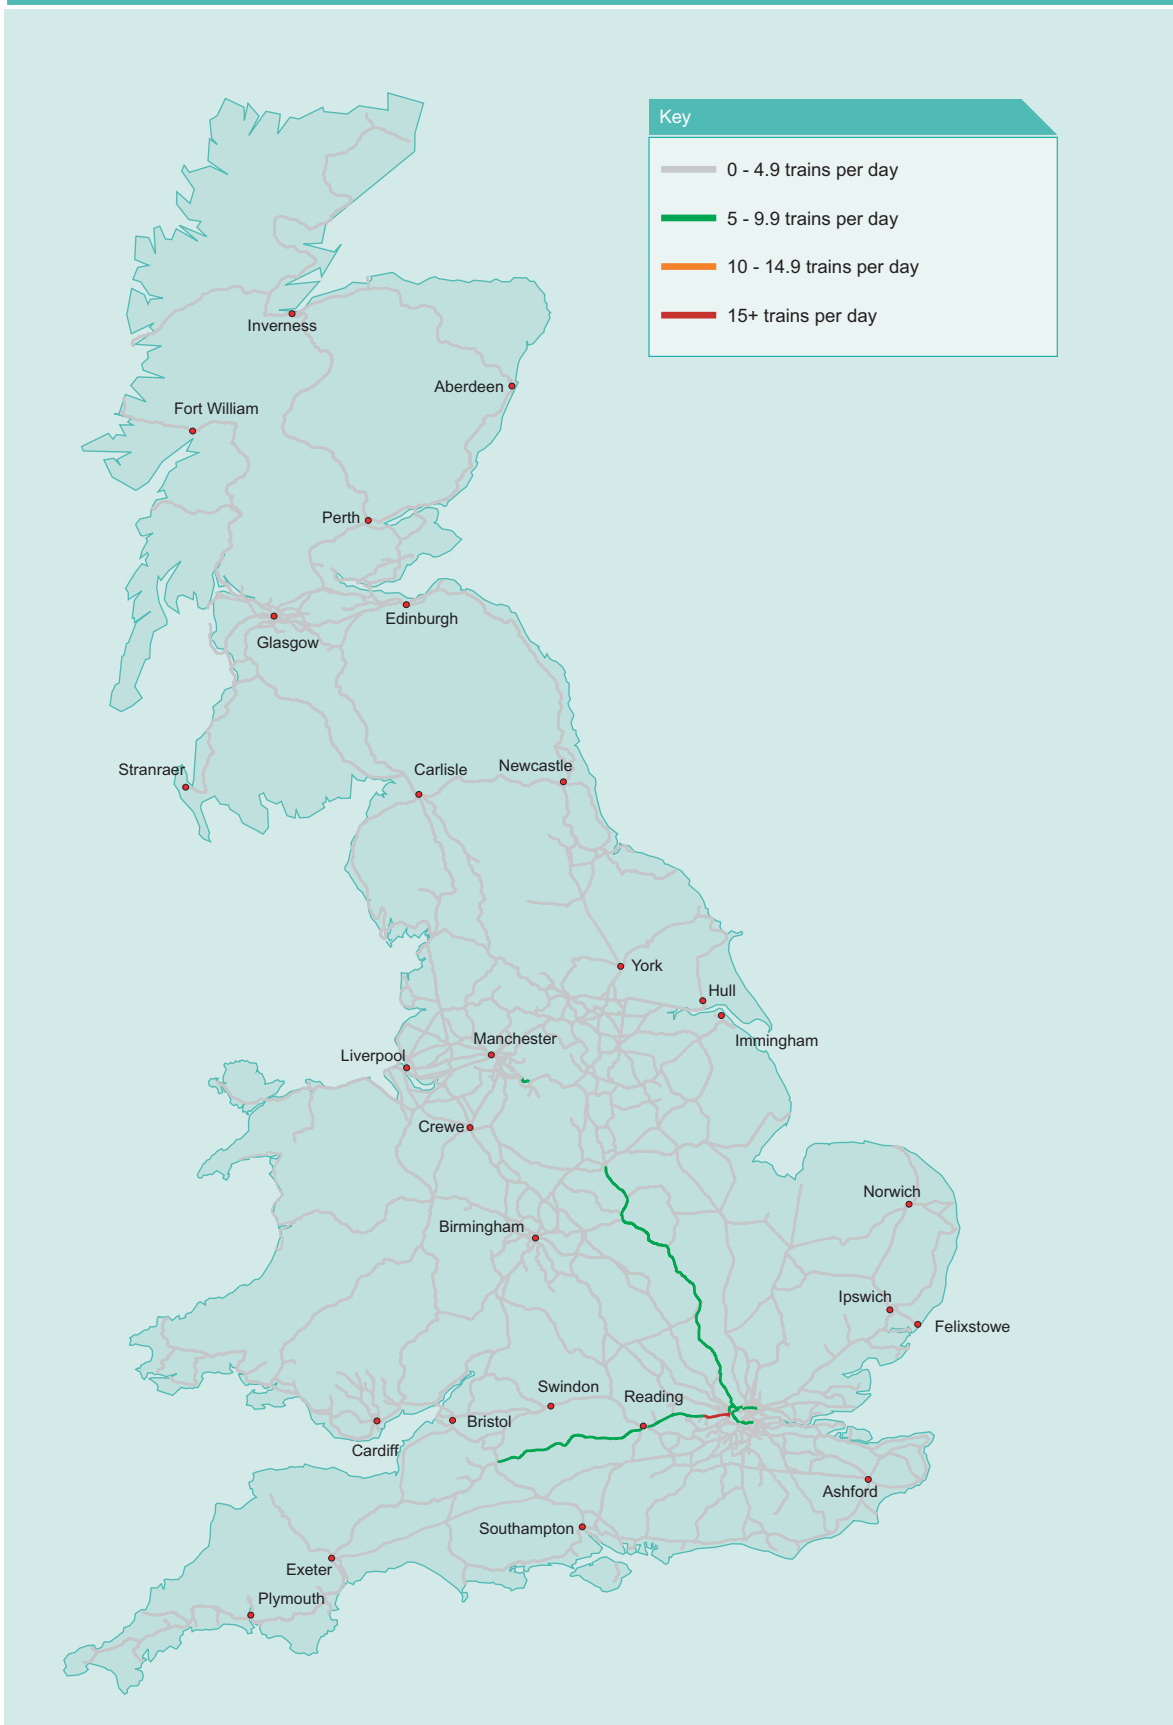 Key
0 - 4.9 trains per day
5 - 9.9 trains per day
10 - 14.9 trains per day
15+ trains per day
Inverness
Aberdeen
Fort William
Perth
Edinburgh
Glasgow
Stranraer
Carlisle
Newcastle
York
Hull
Immingham
Manchester
Liverpool
Crewe
Norwich
Birmingham
Ipswich
Felixstowe
Swindon
Reading
Bristol
Cardiff
Ashford
Southampton
Exeter
Plymouth